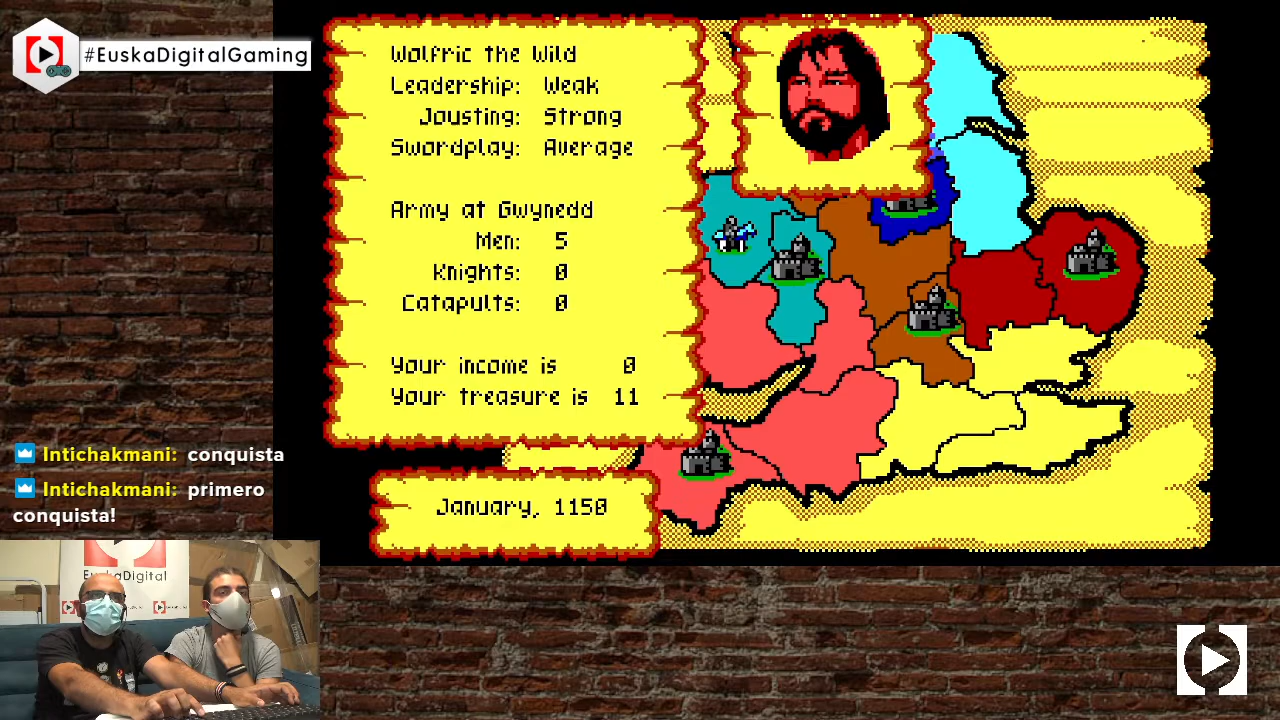 #EuskaDigitalGaming
Wolfric the Wild
Leadership: Weak
Jousting: Strong
Swordplay: Average
Army at Gwynedd
Men: 5
Knights: 0
Catapults: 0
Your income is 0
Your treasure is 11
January, 1150
Intichakmani: conquista
Intichakmani: primero
conquista!
EuskaDigital